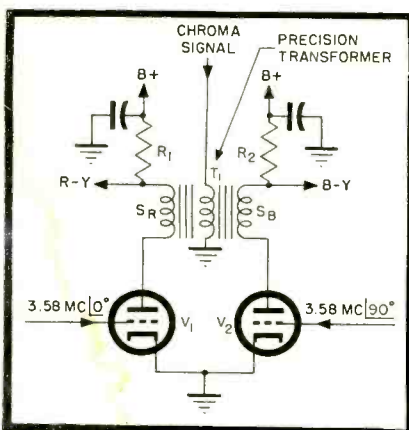 CHROMA
SIGNAL
PRECISION
TRANSFORMER
B+
B+
R1
R2
T1
R-Y
B-Y
SR
SB
3.58 MC 0°
V1
V2
3.58 MC 90°